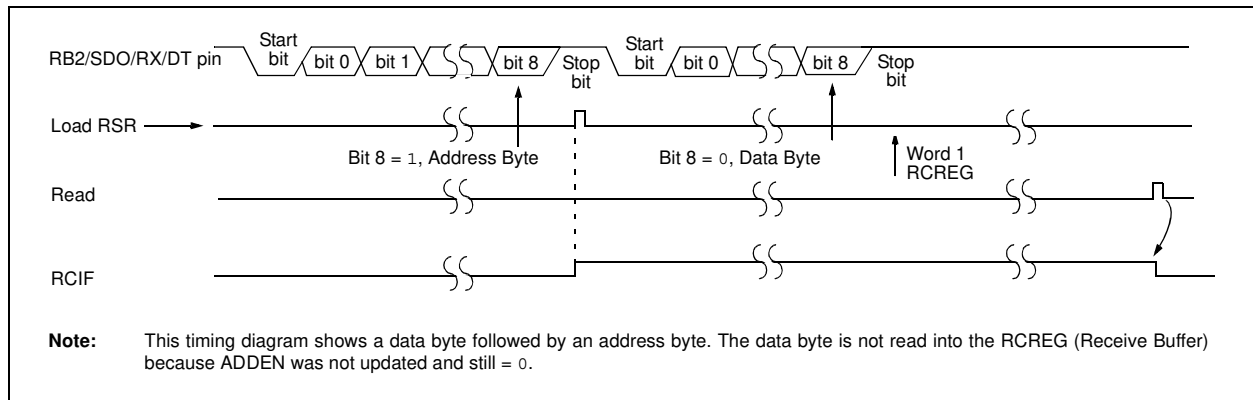 RB2/SDO/RX/DT pin
Start bit
bit 0
bit 1
bit 8
Stop bit
Start bit
bit 0
bit 8
Stop bit
Load RSR
Bit 8 = 1, Address Byte
Bit 8 = 0, Data Byte
Word 1
RCREG
Read
RCIF
Note: This timing diagram shows a data byte followed by an address byte. The data byte is not read into the RCREG (Receive Buffer)
because ADDEN was not updated and still = 0.